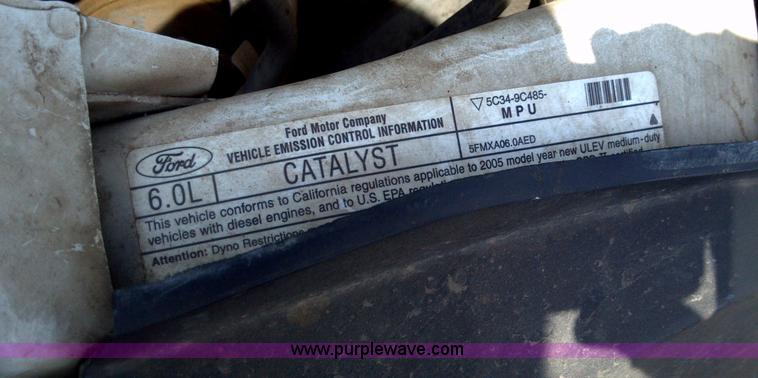 Ford
Ford Motor Company
VEHICLE EMISSION CONTROL INFORMATION
6.0L
CATALYST
5C34-9C485-
MPU
5FMXA06.0AED
This vehicle conforms to California regulations applicable to 2005 model year new ULEV medium-duty
vehicles with diesel engines, and to U.S. EPA
Attention: Dyno Restrictions
www.purplewave.com